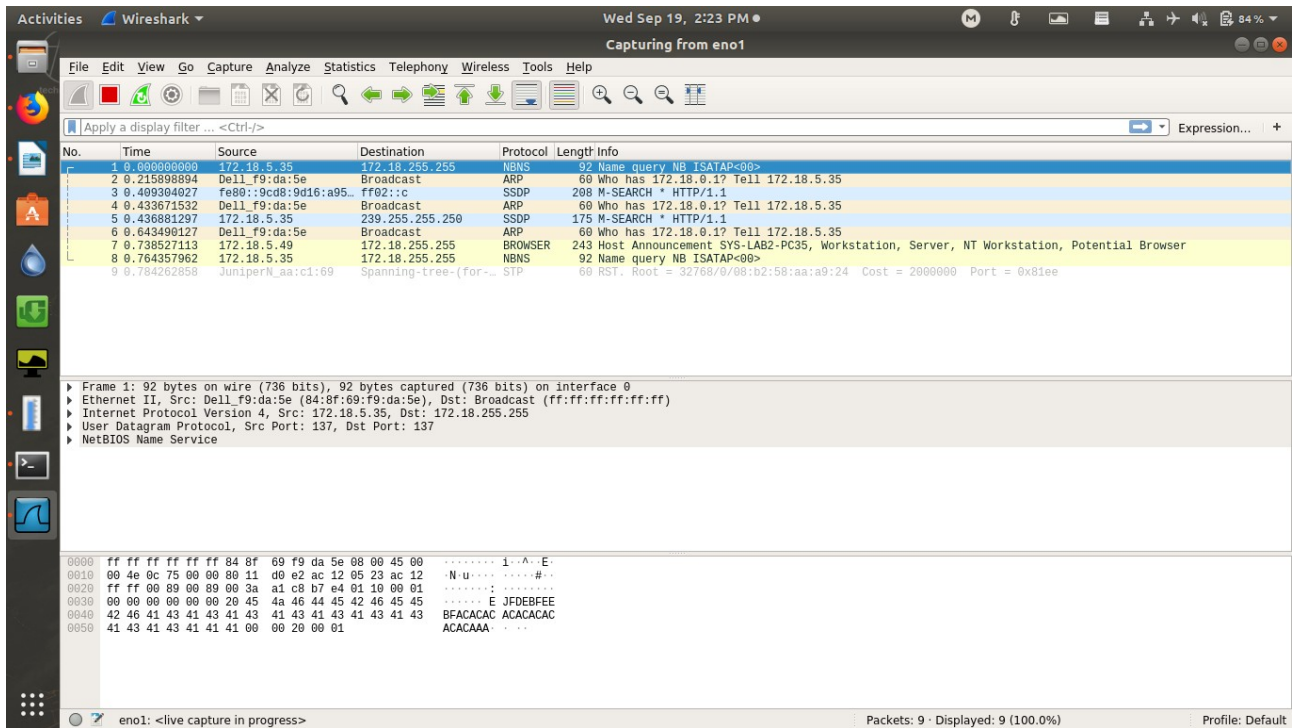 Activities Wireshark Wed Sep 19, 2:23 PM 84 %
Capturing from eno1
File Edit View Go Capture Analyze Statistics Telephony Wireless Tools Help
Apply a display filter ... <Ctrl-/> Expression... +
No. Time Source Destination Protocol Length Info
1 0.000000000 172.18.5.35 172.18.255.255 NBNS 92 Name query NB ISATAP<00>
2 0.215898894 Dell_f9:da:5e Broadcast ARP 60 Who has 172.18.0.1? Tell 172.18.5.35
3 0.409304027 fe80::9cd8:9d16:a95… ff02::c SSDP 208 M-SEARCH * HTTP/1.1
4 0.433671532 Dell_f9:da:5e Broadcast ARP 60 Who has 172.18.0.1? Tell 172.18.5.35
5 0.436881297 172.18.5.35 239.255.255.250 SSDP 175 M-SEARCH * HTTP/1.1
6 0.643490127 Dell_f9:da:5e Broadcast ARP 60 Who has 172.18.0.1? Tell 172.18.5.35
7 0.738527113 172.18.5.49 172.18.255.255 BROWSER 243 Host Announcement SYS-LAB2-PC35, Workstation, Server, NT Workstation, Potential Browser
8 0.764357962 172.18.5.35 172.18.255.255 NBNS 92 Name query NB ISATAP<00>
9 0.784262858 JuniperN_aa:c1:69 Spanning-tree-(for-… STP 60 RST. Root = 32768/0/08:b2:58:aa:a9:24 Cost = 2000000 Port = 0x81ee
Frame 1: 92 bytes on wire (736 bits), 92 bytes captured (736 bits) on interface 0
Ethernet II, Src: Dell_f9:da:5e (84:8f:69:f9:da:5e), Dst: Broadcast (ff:ff:ff:ff:ff:ff)
Internet Protocol Version 4, Src: 172.18.5.35, Dst: 172.18.255.255
User Datagram Protocol, Src Port: 137, Dst Port: 137
NetBIOS Name Service
0000 ff ff ff ff ff ff 84 8f 69 f9 da 5e 08 00 45 00 ········ i··^··E·
0010 00 4e 0c 75 00 00 80 11 d0 e2 ac 12 05 23 ac 12 ·N·u···· ·····#··
0020 ff ff 00 89 00 89 00 3a a1 c8 b7 e4 01 10 00 01 ·······: ········
0030 00 00 00 00 00 00 20 45 4a 46 44 45 42 46 45 45 ······ E JFDEBFEE
0040 42 46 41 43 41 43 41 43 41 43 41 43 41 43 41 43 BFACACAC ACACACAC
0050 41 43 41 43 41 41 41 00 00 20 00 01 ACACAAA· · ··
eno1: <live capture in progress> Packets: 9 · Displayed: 9 (100.0%) Profile: Default